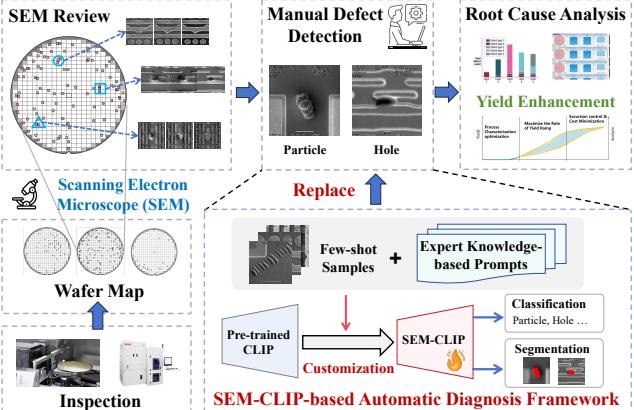 SEM Review
Manual Defect
Detection
Root Cause Analysis
Particle
Hole
Yield Enhancement
Process
Characterization
optimization
Maximize the Rate
of Yield Ramp
Excursion control &
Cost Minimization
Yield
Scanning Electron
Microscope (SEM)
Replace
Wafer Map
Few-shot
Samples
+
Expert Knowledge-
based Prompts
Pre-trained
CLIP
Customization
SEM-CLIP
Classification
Particle, Hole ...
Segmentation
Inspection
SEM-CLIP-based Automatic Diagnosis Framework